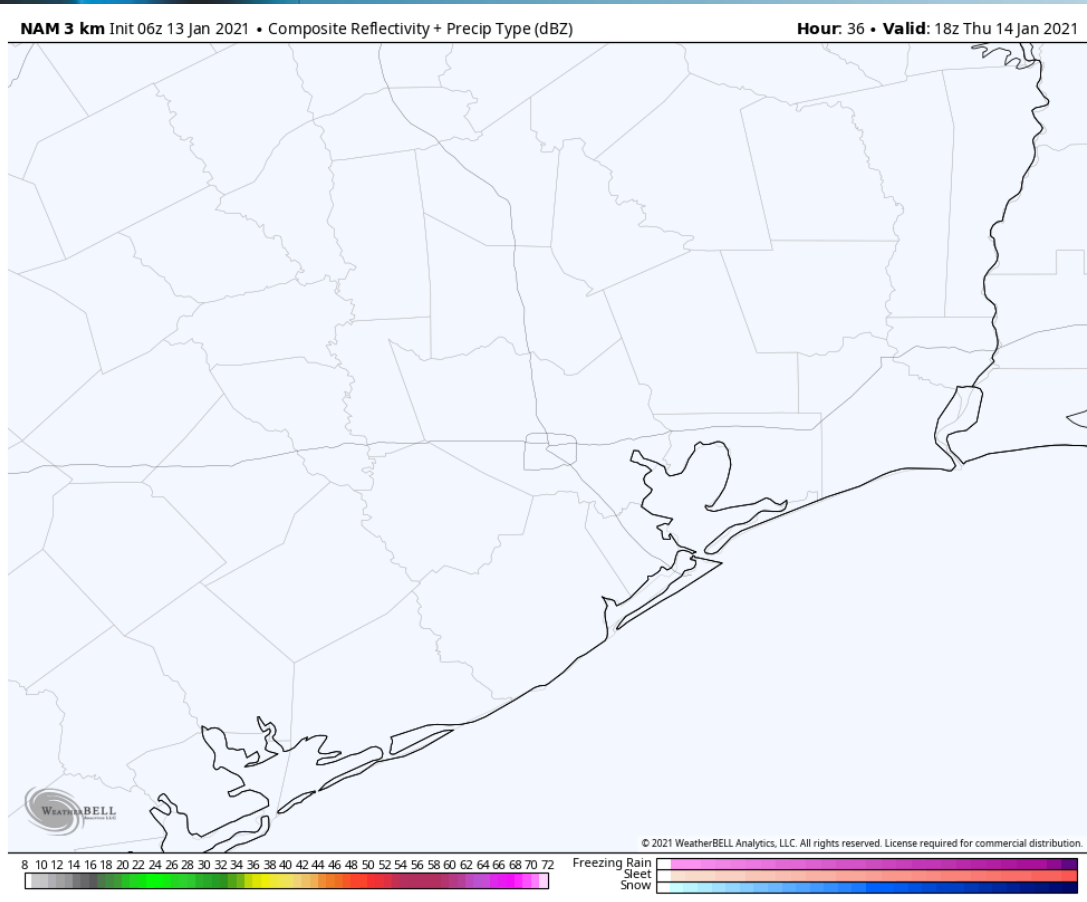 NAM 3 km Init 06z 13 Jan 2021 • Composite Reflectivity + Precip Type (dBZ)
Hour: 36 • Valid: 18z Thu 14 Jan 2021
WEATHERBELL
ANALYTICS LLC
© 2021 WeatherBELL Analytics, LLC. All rights reserved. License required for commercial distribution.
8 10 12 14 16 18 20 22 24 26 28 30 32 34 36 38 40 42 44 46 48 50 52 54 56 58 60 62 64 66 68 70 72
Freezing Rain
Sleet
Snow